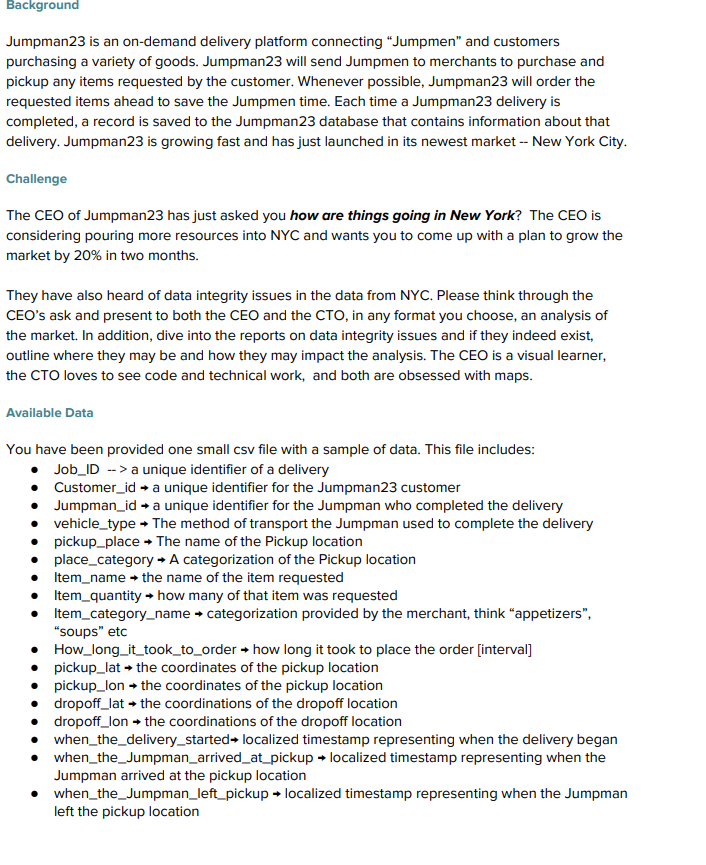 Background
Jumpman23 is an on-demand delivery platform connecting “Jumpmen” and customers
purchasing a variety of goods. Jumpman23 will send Jumpmen to merchants to purchase and
pickup any items requested by the customer. Whenever possible, Jumpman23 will order the
requested items ahead to save the Jumpmen time. Each time a Jumpman23 delivery is
completed, a record is saved to the Jumpman23 database that contains information about that
delivery. Jumpman23 is growing fast and has just launched in its newest market -- New York City.
Challenge
The CEO of Jumpman23 has just asked you how are things going in New York? The CEO is
considering pouring more resources into NYC and wants you to come up with a plan to grow the
market by 20% in two months.
They have also heard of data integrity issues in the data from NYC. Please think through the
CEO’s ask and present to both the CEO and the CTO, in any format you choose, an analysis of
the market. In addition, dive into the reports on data integrity issues and if they indeed exist,
outline where they may be and how they may impact the analysis. The CEO is a visual learner,
the CTO loves to see code and technical work, and both are obsessed with maps.
Available Data
You have been provided one small csv file with a sample of data. This file includes:
● Job_ID -- > a unique identifier of a delivery
● Customer_id → a unique identifier for the Jumpman23 customer
● Jumpman_id → a unique identifier for the Jumpman who completed the delivery
● vehicle_type → The method of transport the Jumpman used to complete the delivery
● pickup_place → The name of the Pickup location
● place_category → A categorization of the Pickup location
● Item_name → the name of the item requested
● Item_quantity → how many of that item was requested
● Item_category_name → categorization provided by the merchant, think “appetizers”,
“soups” etc
● How_long_it_took_to_order → how long it took to place the order [interval]
● pickup_lat → the coordinates of the pickup location
● pickup_lon → the coordinates of the pickup location
● dropoff_lat → the coordinations of the dropoff location
● dropoff_lon → the coordinations of the dropoff location
● when_the_delivery_started→ localized timestamp representing when the delivery began
● when_the_Jumpman_arrived_at_pickup → localized timestamp representing when the
Jumpman arrived at the pickup location
● when_the_Jumpman_left_pickup → localized timestamp representing when the Jumpman
left the pickup location